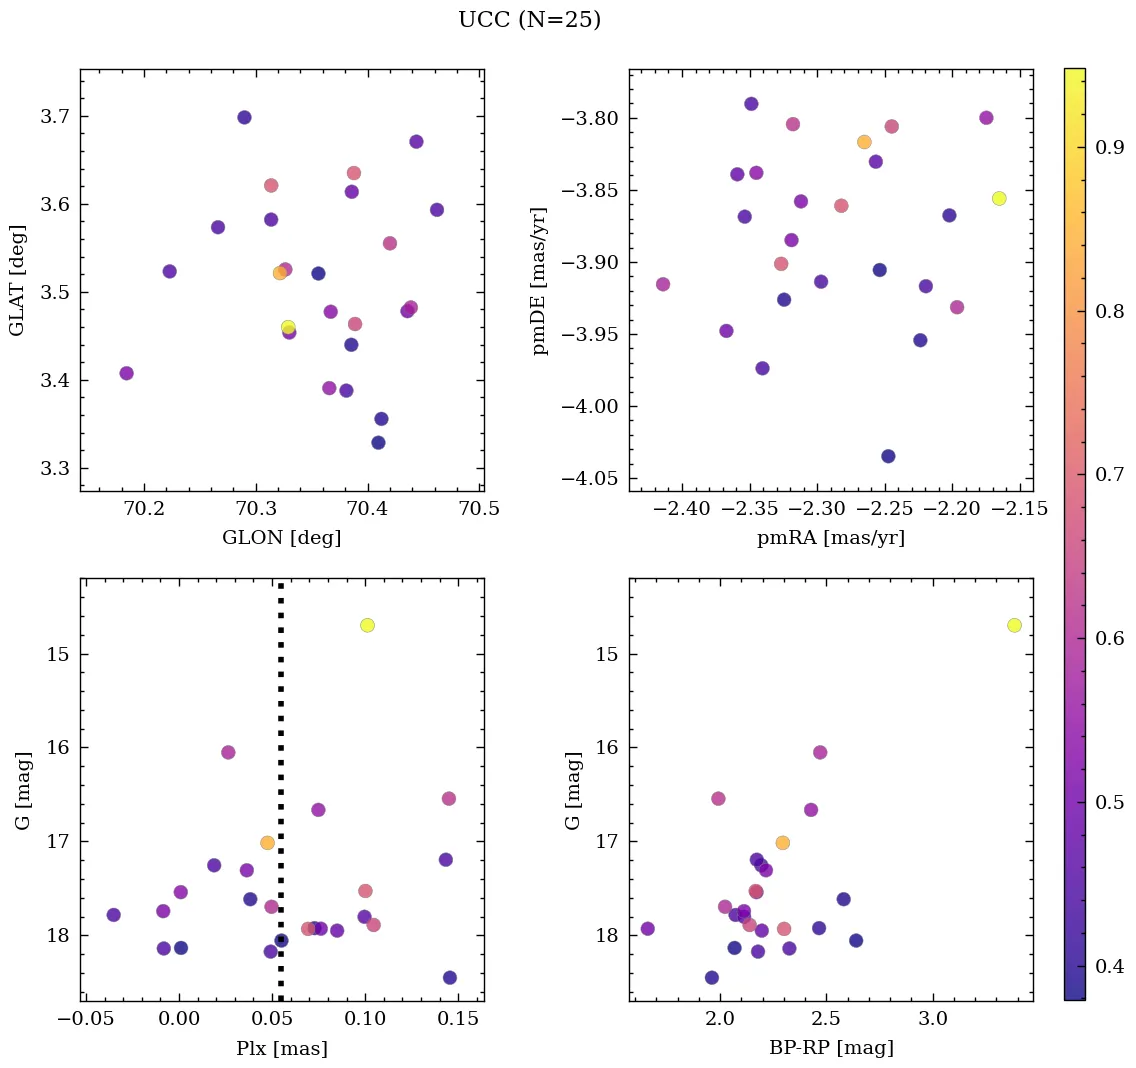 UCC (N=25)
3.7
3.6
3.5
3.4
3.3
GLAT [deg]
70.2 70.3 70.4 70.5
GLON [deg]
−3.80
−3.85
−3.90
−3.95
−4.00
−4.05
pmDE [mas/yr]
−2.40 −2.35 −2.30 −2.25 −2.20 −2.15
pmRA [mas/yr]
15
16
17
18
G [mag]
−0.05 0.00 0.05 0.10 0.15
Plx [mas]
15
16
17
18
G [mag]
2.0 2.5 3.0
BP-RP [mag]
0.9
0.8
0.7
0.6
0.5
0.4